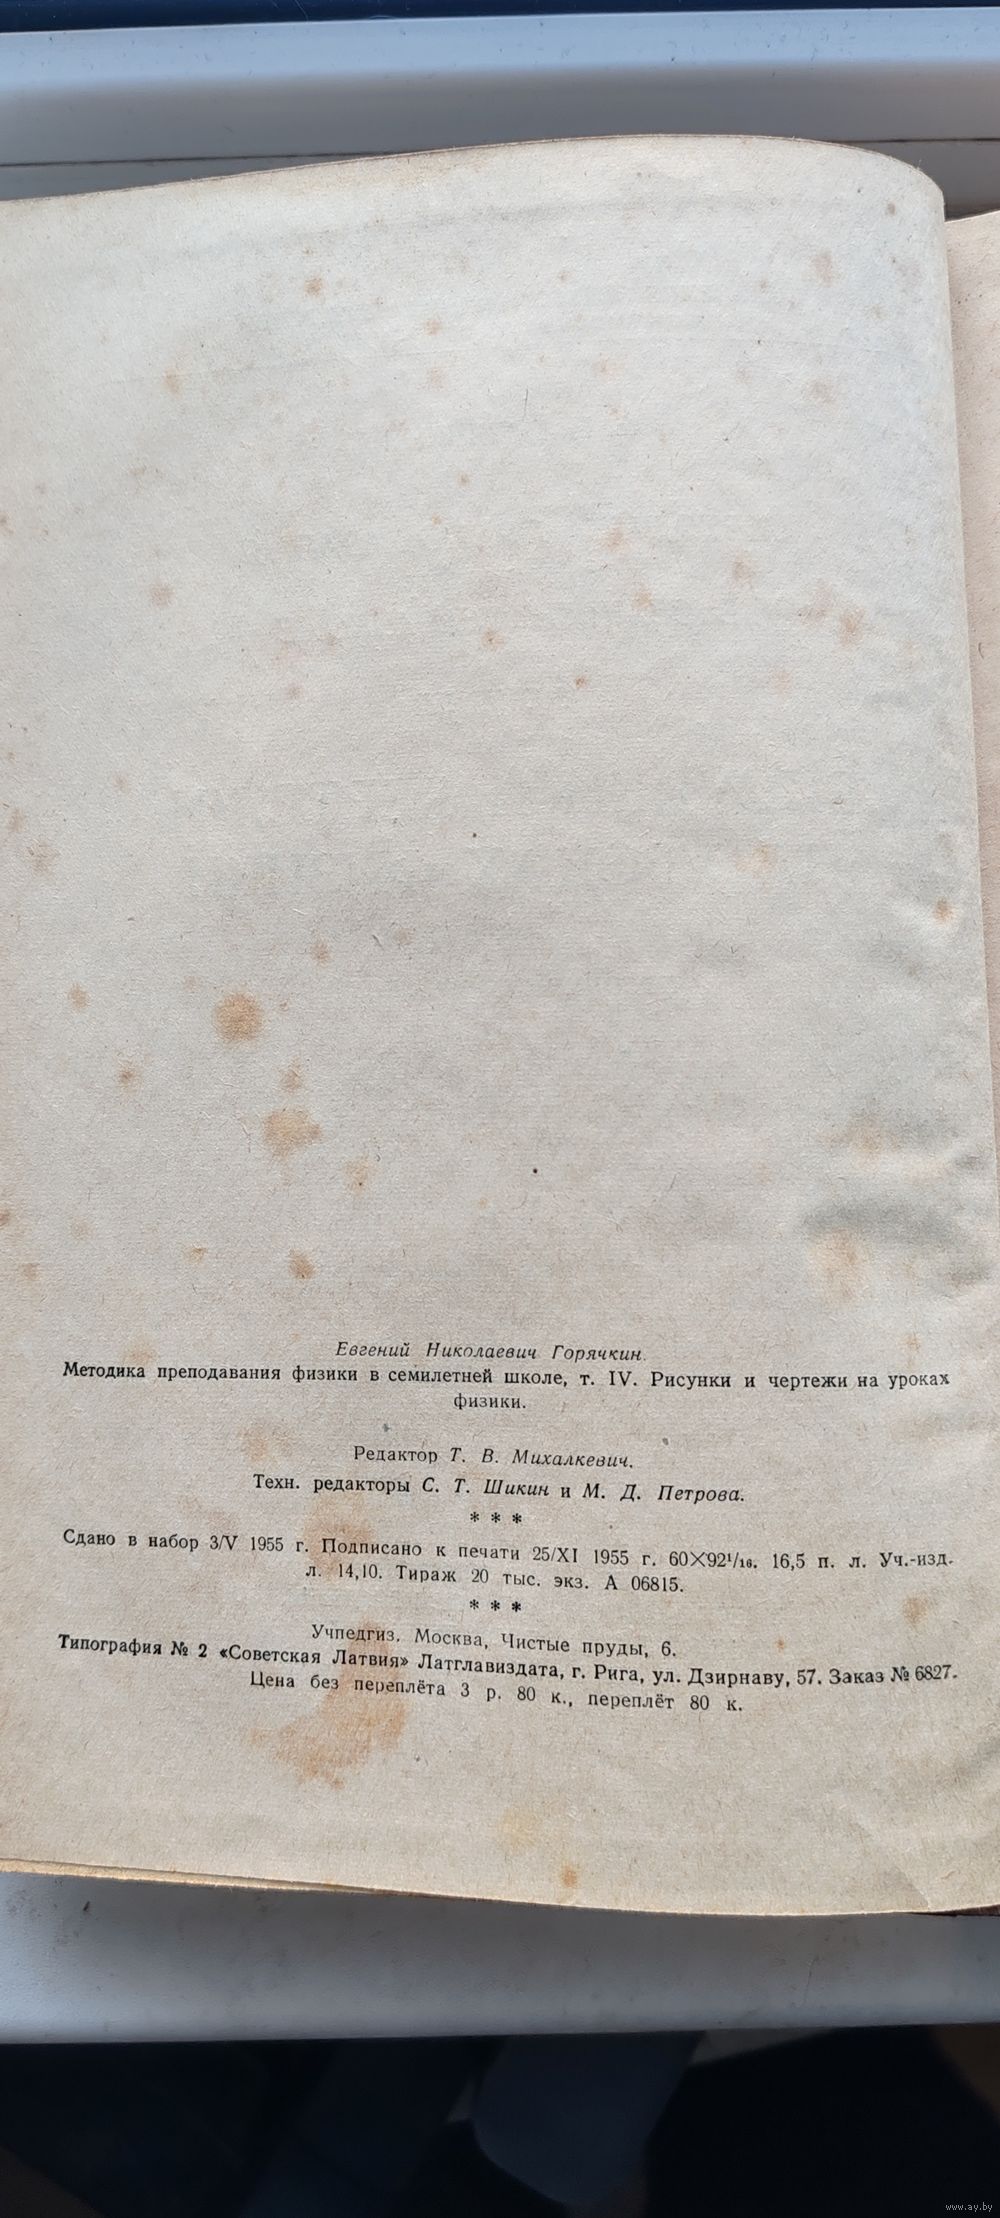 Евгений Николаевич Горячкин.
Методика преподавания физики в семилетней школе, т. IV. Рисунки и чертежи на уроках
физики.
Редактор Т. В. Михалкевич.
Техн. редакторы С. Т. Шикин и М. Д. Петрова.
* * *
Сдано в набор 3/V 1955 г. Подписано к печати 25/XI 1955 г. 60×92¹/₁₆. 16,5 п. л. Уч.-изд.
л. 14,10. Тираж 20 тыс. экз. А 06815.
* * *
Учпедгиз. Москва, Чистые пруды, 6.
Типография № 2 «Советская Латвия» Латглавиздата, г. Рига, ул. Дзирнаву, 57. Заказ № 6827.
Цена без переплёта 3 р. 80 к., переплёт 80 к.
www.ay.by